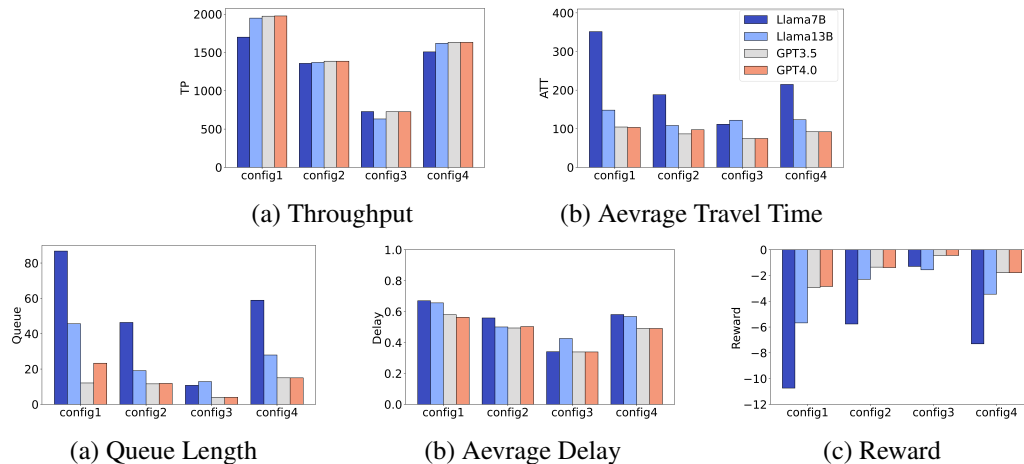 2000
1500
1000
500
0
TP
config1 config2 config3 config4
(a) Throughput
400
300
200
100
0
ATT
Llama7B
Llama13B
GPT3.5
GPT4.0
config1 config2 config3 config4
(b) Aevrage Travel Time
80
60
40
20
0
Queue
config1 config2 config3 config4
(a) Queue Length
1.0
0.8
0.6
0.4
0.2
0.0
Delay
config1 config2 config3 config4
(b) Aevrage Delay
0
−2
−4
−6
−8
−10
−12
Reward
config1 config2 config3 config4
(c) Reward